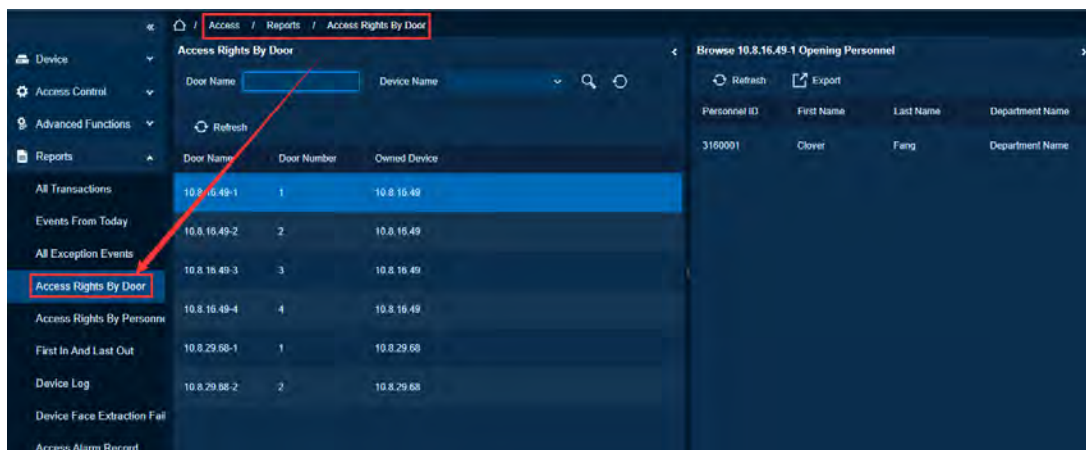 Access / Reports / Access Rights By Door
Device
Access Control
Advanced Functions
Reports
All Transactions
Events From Today
All Exception Events
Access Rights By Door
Access Rights By Personne
First In And Last Out
Device Log
Device Face Extraction Fail
Access Alarm Record
Access Rights By Door
Door Name
Device Name
Refresh
Door Name Door Number Owned Device
10.8.16.49-1 1 10.8.16.49
10.8.16.49-2 2 10.8.16.49
10.8.16.49-3 3 10.8.16.49
10.8.16.49-4 4 10.8.16.49
10.8.29.68-1 1 10.8.29.68
10.8.29.68-2 2 10.8.29.68
Browse 10.8.16.49-1 Opening Personnel
Refresh Export
Personnel ID First Name Last Name Department Name
3160001 Clover Fang Department Name